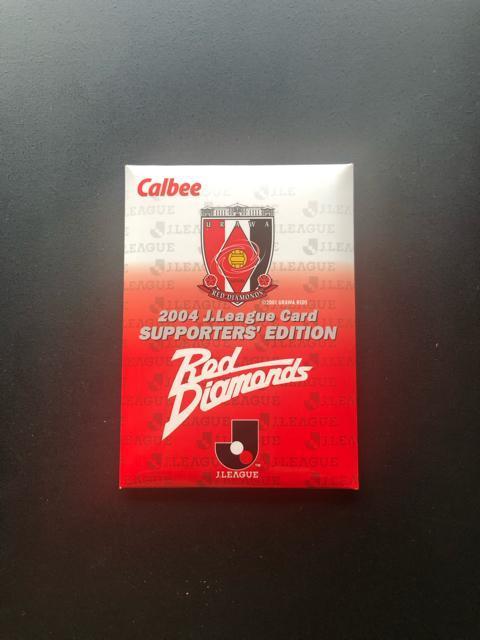 Calbee
URAWA
RED DIAMONDS
©2001 URAWA REDS
2004 J.League Card
SUPPORTERS' EDITION
Red
Diamonds
J.LEAGUE